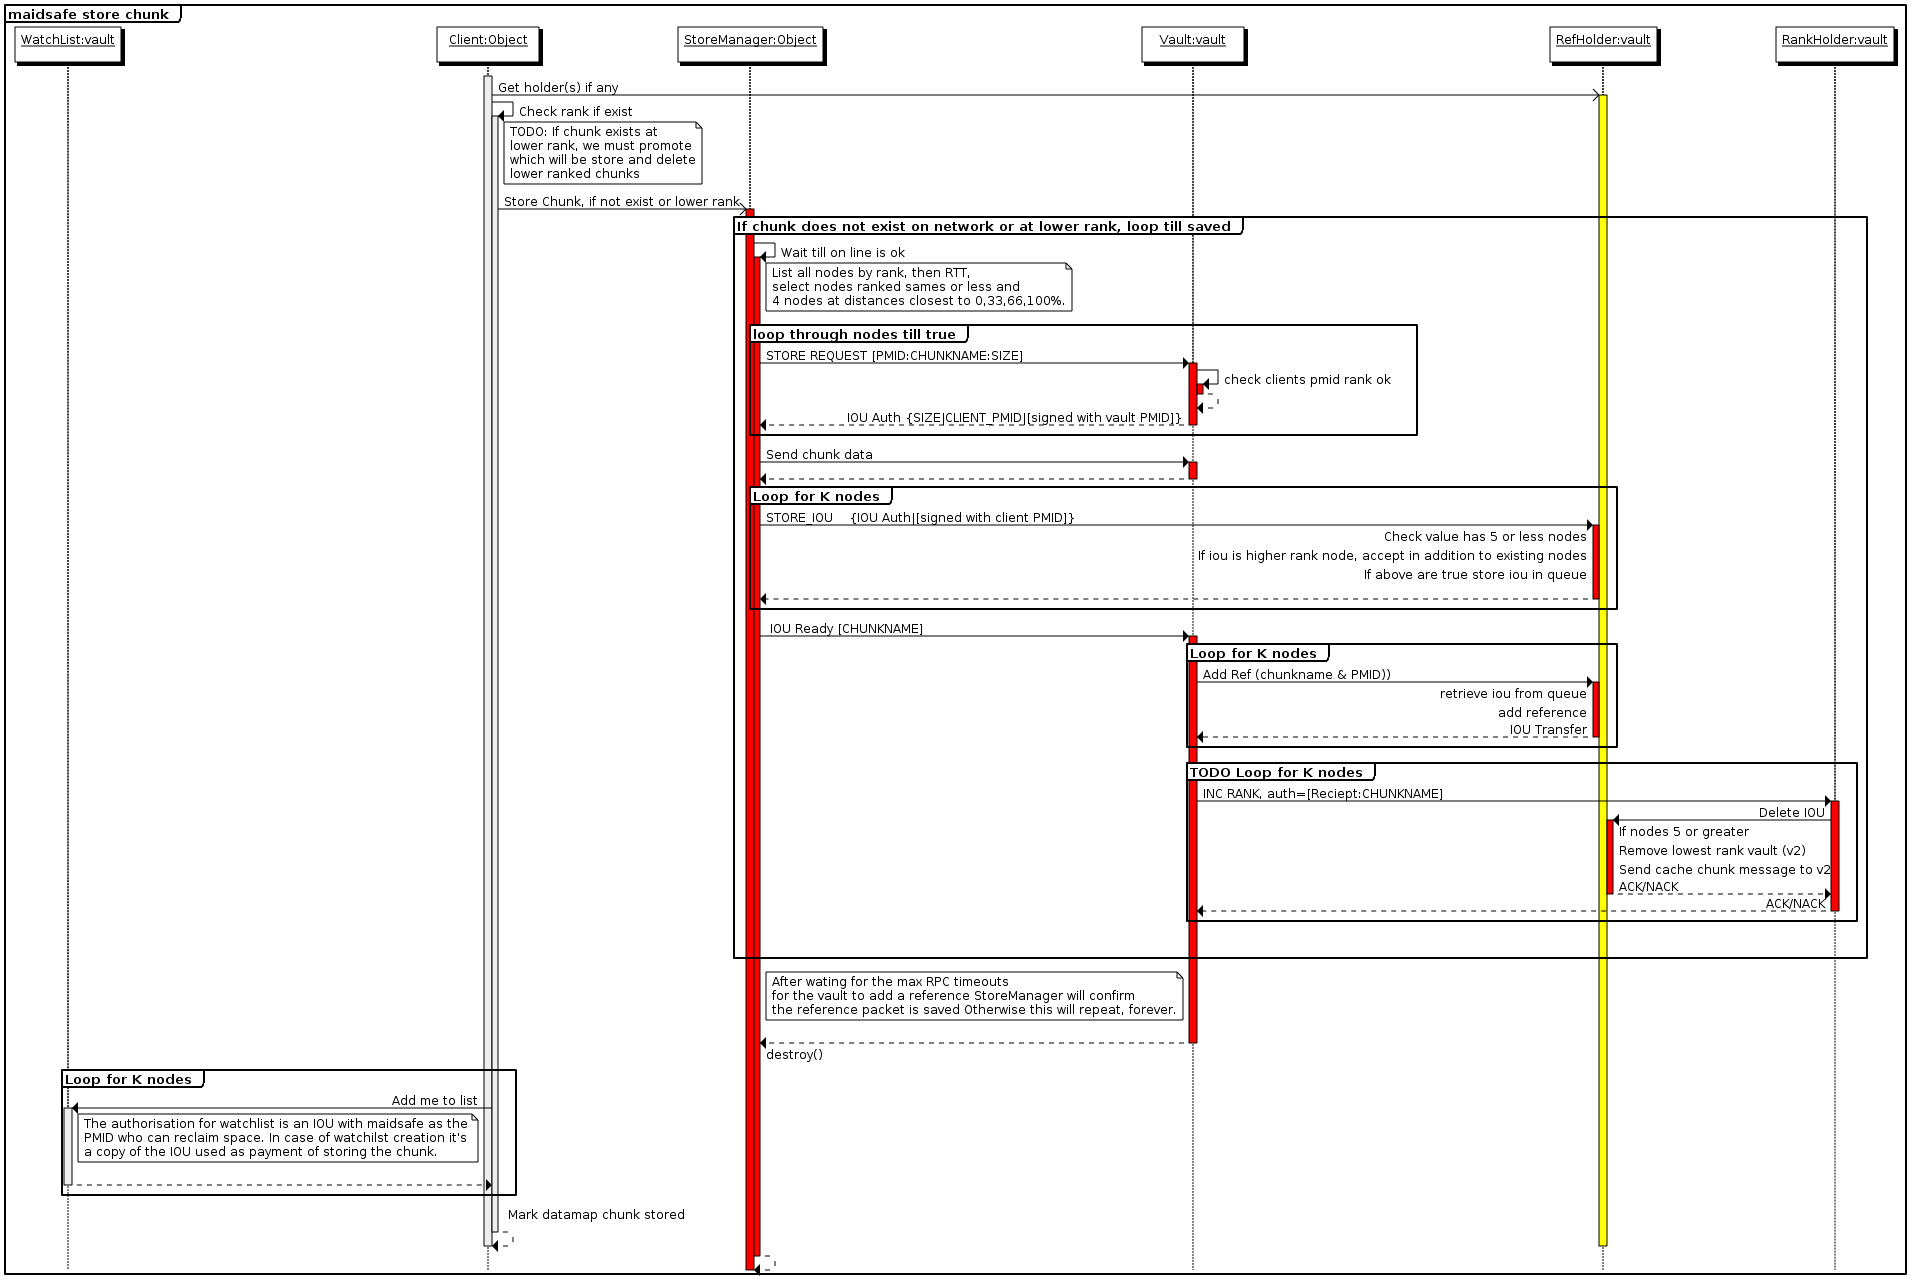 maidsafe store chunk
WatchList:vault
Client:Object
StoreManager:Object
Vault:vault
RefHolder:vault
RankHolder:vault
Get holder(s) if any
Check rank if exist
TODO: If chunk exists at
lower rank, we must promote
which will be store and delete
lower ranked chunks
Store Chunk, if not exist or lower rank
If chunk does not exist on network or at lower rank, loop till saved
Wait till on line is ok
List all nodes by rank, then RTT,
select nodes ranked sames or less and
4 nodes at distances closest to 0,33,66,100%.
loop through nodes till true
STORE REQUEST [PMID:CHUNKNAME:SIZE]
check clients pmid rank ok
IOU Auth {SIZE|CLIENT_PMID|[signed with vault PMID]}
Send chunk data
Loop for K nodes
STORE_IOU {IOU Auth|[signed with client PMID]}
Check value has 5 or less nodes
If iou is higher rank node, accept in addition to existing nodes
If above are true store iou in queue
IOU Ready [CHUNKNAME]
Loop for K nodes
Add Ref (chunkname & PMID))
retrieve iou from queue
add reference
IOU Transfer
TODO Loop for K nodes
INC RANK, auth=[Reciept:CHUNKNAME]
Delete IOU
If nodes 5 or greater
Remove lowest rank vault (v2)
Send cache chunk message to v2
ACK/NACK
ACK/NACK
After wating for the max RPC timeouts
for the vault to add a reference StoreManager will confirm
the reference packet is saved Otherwise this will repeat, forever.
destroy()
Loop for K nodes
Add me to list
The authorisation for watchlist is an IOU with maidsafe as the
PMID who can reclaim space. In case of watchilst creation it's
a copy of the IOU used as payment of storing the chunk.
Mark datamap chunk stored